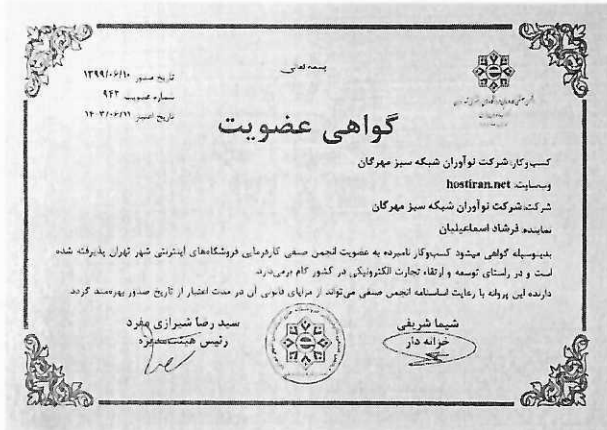 بسمه تعالی
تاریخ صدور ۱۳۹۹/۰۶/۱۰
شماره عضویت ۹۴۲
تاریخ اعتبار ۱۴۰۳/۰۶/۱۱
گواهی عضویت
کسب‌وکار: شرکت نوآوران شبکه سبز مهرگان
وب‌سایت: hostiran.net
شرکت: شرکت نوآوران شبکه سبز مهرگان
نماینده: فرشاد اسماعیلیان
بدینوسیله گواهی میشود کسب‌وکار نامبرده به عضویت انجمن صنفی کارفرمایی فروشگاه‌های اینترنتی شهر تهران پذیرفته شده
است و در راستای توسعه و ارتقاء تجارت الکترونیکی در کشور گام برمی‌دارد.
دارنده این پروانه با رعایت اساسنامه انجمن صنفی می‌تواند از مزایای قانونی آن در مدت اعتبار از تاریخ صدور بهره‌مند گردد.
شیما شریفی
خزانه دار
سید رضا شیرازی مفرد
رئیس هیئت‌مدیره